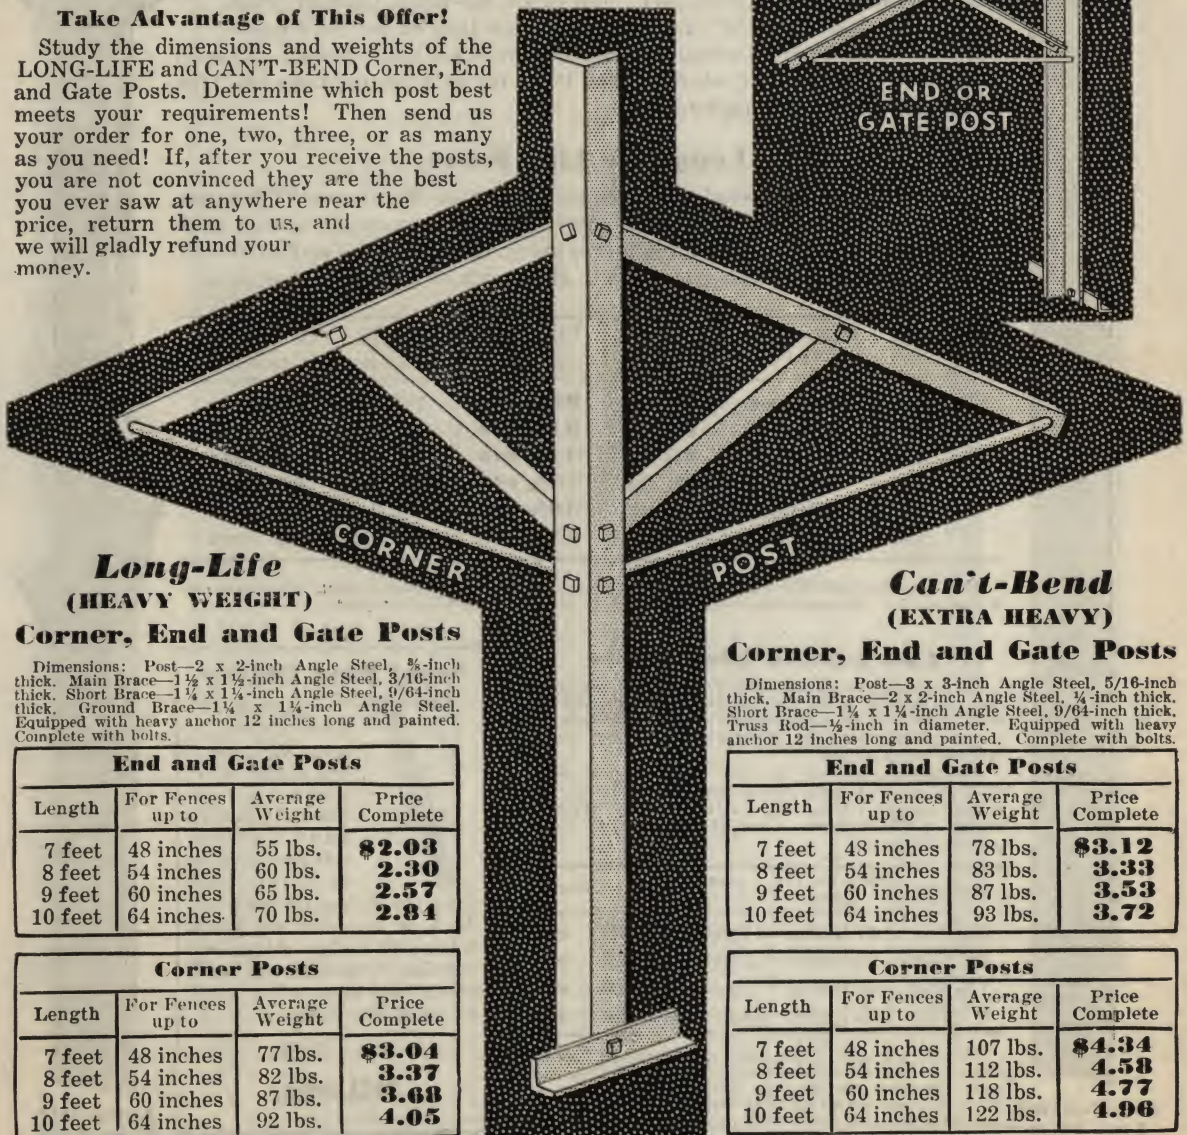 Take Advantage of This Offer!
Study the dimensions and weights of the
LONG-LIFE and CAN'T-BEND Corner, End
and Gate Posts. Determine which post best
meets your requirements! Then send us
your order for one, two, three, or as many
as you need! If, after you receive the posts,
you are not convinced they are the best
you ever saw at anywhere near the
price, return them to us, and
we will gladly refund your
money.
END OR
GATE POST
CORNER POST
Long-Life
(HEAVY WEIGHT)
Corner, End and Gate Posts
Dimensions: Post—2 x 2-inch Angle Steel, ⅜-inch
thick. Main Brace—1½ x 1½-inch Angle Steel, 3/16-inch
thick. Short Brace—1¼ x 1¼-inch Angle Steel, 9/64-inch
thick. Ground Brace—1¼ x 1¼-inch Angle Steel.
Equipped with heavy anchor 12 inches long and painted.
Complete with bolts.
End and Gate Posts
Length | For Fences up to | Average Weight | Price Complete
7 feet | 48 inches | 55 lbs. | $2.03
8 feet | 54 inches | 60 lbs. | 2.30
9 feet | 60 inches | 65 lbs. | 2.57
10 feet | 64 inches | 70 lbs. | 2.84
Corner Posts
Length | For Fences up to | Average Weight | Price Complete
7 feet | 48 inches | 77 lbs. | $3.04
8 feet | 54 inches | 82 lbs. | 3.37
9 feet | 60 inches | 87 lbs. | 3.68
10 feet | 64 inches | 92 lbs. | 4.05
Can't-Bend
(EXTRA HEAVY)
Corner, End and Gate Posts
Dimensions: Post—3 x 3-inch Angle Steel, 5/16-inch
thick. Main Brace—2 x 2-inch Angle Steel, ¼-inch thick.
Short Brace—1¼ x 1¼-inch Angle Steel, 9/64-inch thick.
Truss Rod—½-inch in diameter. Equipped with heavy
anchor 12 inches long and painted. Complete with bolts.
End and Gate Posts
Length | For Fences up to | Average Weight | Price Complete
7 feet | 48 inches | 78 lbs. | $3.12
8 feet | 54 inches | 83 lbs. | 3.33
9 feet | 60 inches | 87 lbs. | 3.53
10 feet | 64 inches | 93 lbs. | 3.72
Corner Posts
Length | For Fences up to | Average Weight | Price Complete
7 feet | 48 inches | 107 lbs. | $4.34
8 feet | 54 inches | 112 lbs. | 4.58
9 feet | 60 inches | 118 lbs. | 4.77
10 feet | 64 inches | 122 lbs. | 4.96